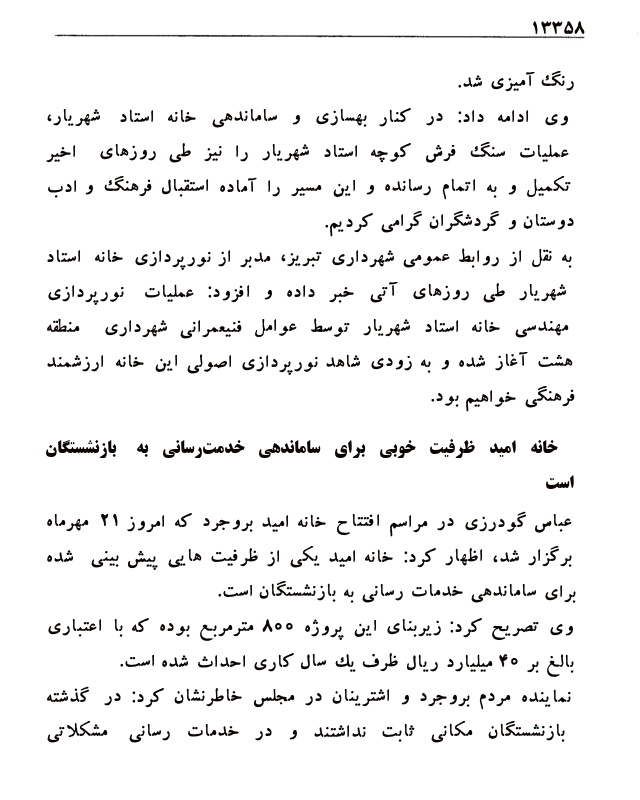 ۱۳۳۵۸
رنگ آمیزی شد.
وی ادامه داد: در کنار بهسازی و ساماندهی خانه استاد شهریار،
عملیات سنگ فرش کوچه استاد شهریار را نیز طی روزهای اخیر
تکمیل و به اتمام رسانده و این مسیر را آماده استقبال فرهنگ و ادب
دوستان و گردشگران گرامی کردیم.
به نقل از روابط عمومی شهرداری تبریز، مدبر از نورپردازی خانه استاد
شهریار طی روزهای آتی خبر داده و افزود: عملیات نورپردازی
مهندسی خانه استاد شهریار توسط عوامل فنیعمرانی شهرداری منطقه
هشت آغاز شده و به زودی شاهد نورپردازی اصولی این خانه ارزشمند
فرهنگی خواهیم بود.
خانه امید ظرفیت خوبی برای ساماندهی خدمت‌رسانی به بازنشستگان
است
عباس گودرزی در مراسم افتتاح خانه امید بروجرد که امروز ۲۱ مهرماه
برگزار شد، اظهار کرد: خانه امید یکی از ظرفیت هایی پیش بینی شده
برای ساماندهی خدمات رسانی به بازنشستگان است.
وی تصریح کرد: زیربنای این پروژه ۸۰۰ مترمربع بوده که با اعتباری
بالغ بر ۴۰ میلیارد ریال ظرف یك سال کاری احداث شده است.
نماینده مردم بروجرد و اشترینان در مجلس خاطرنشان کرد: در گذشته
بازنشستگان مکانی ثابت نداشتند و در خدمات رسانی مشکلاتی